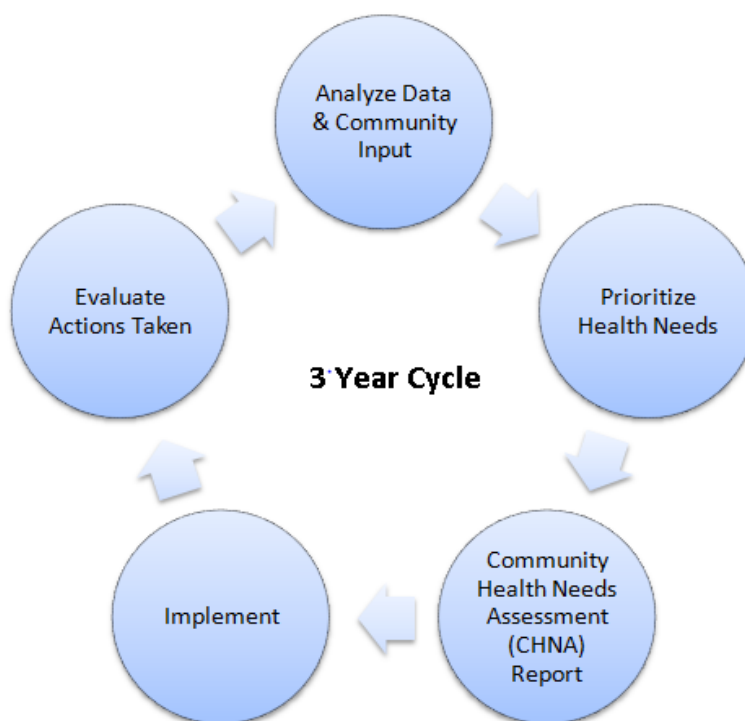 Analyze Data
& Community
Input
Prioritize
Health Needs
Community
Health Needs
Assessment
(CHNA)
Report
Implement
Evaluate
Actions Taken
3 Year Cycle